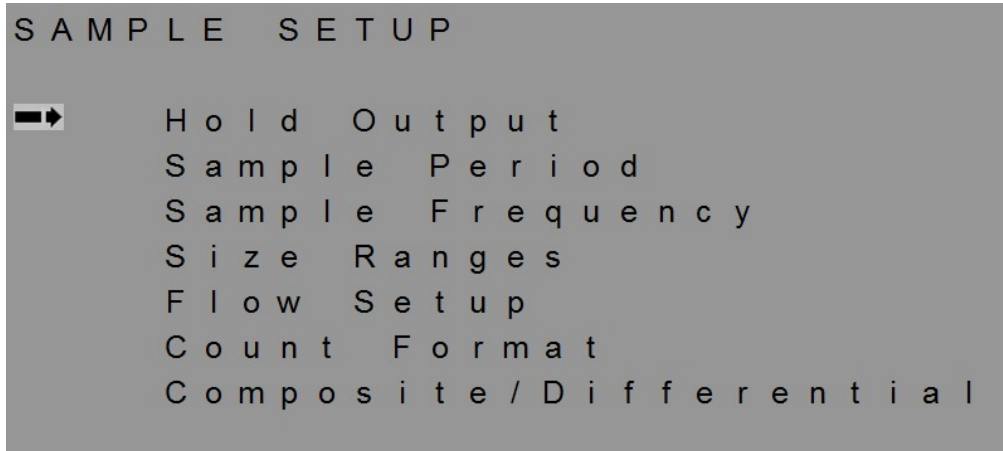 SAMPLE SETUP
Hold Output
Sample Period
Sample Frequency
Size Ranges
Flow Setup
Count Format
Composite/Differential